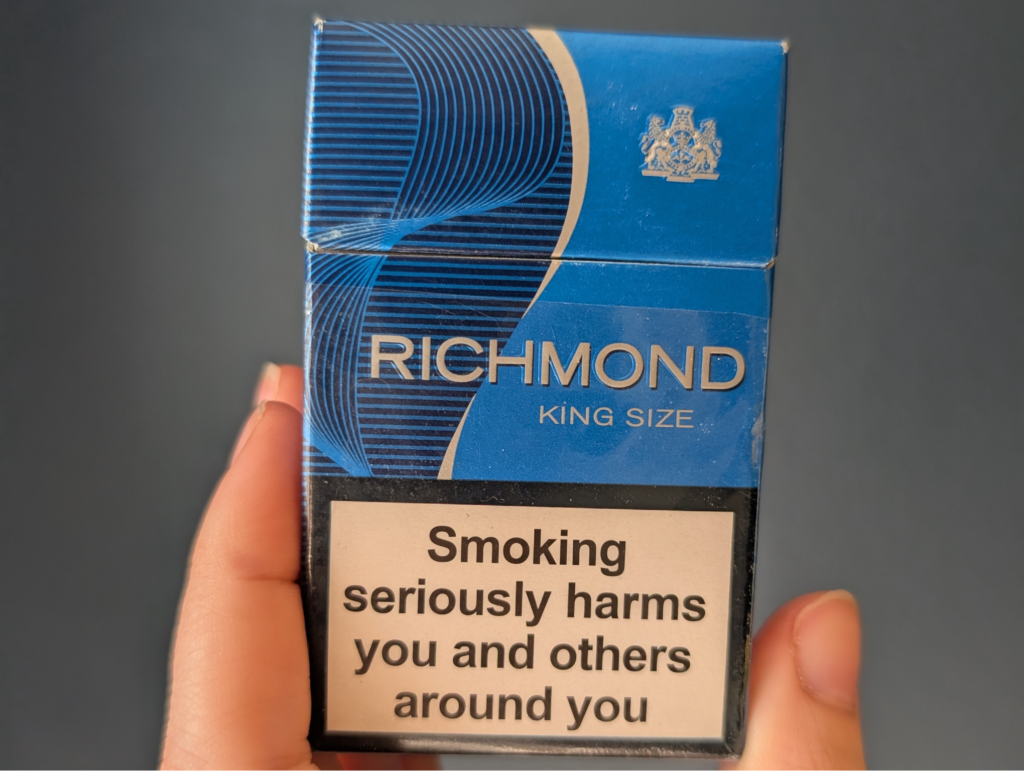 RICHMOND
KING SIZE
Smoking
seriously harms
you and others
around you